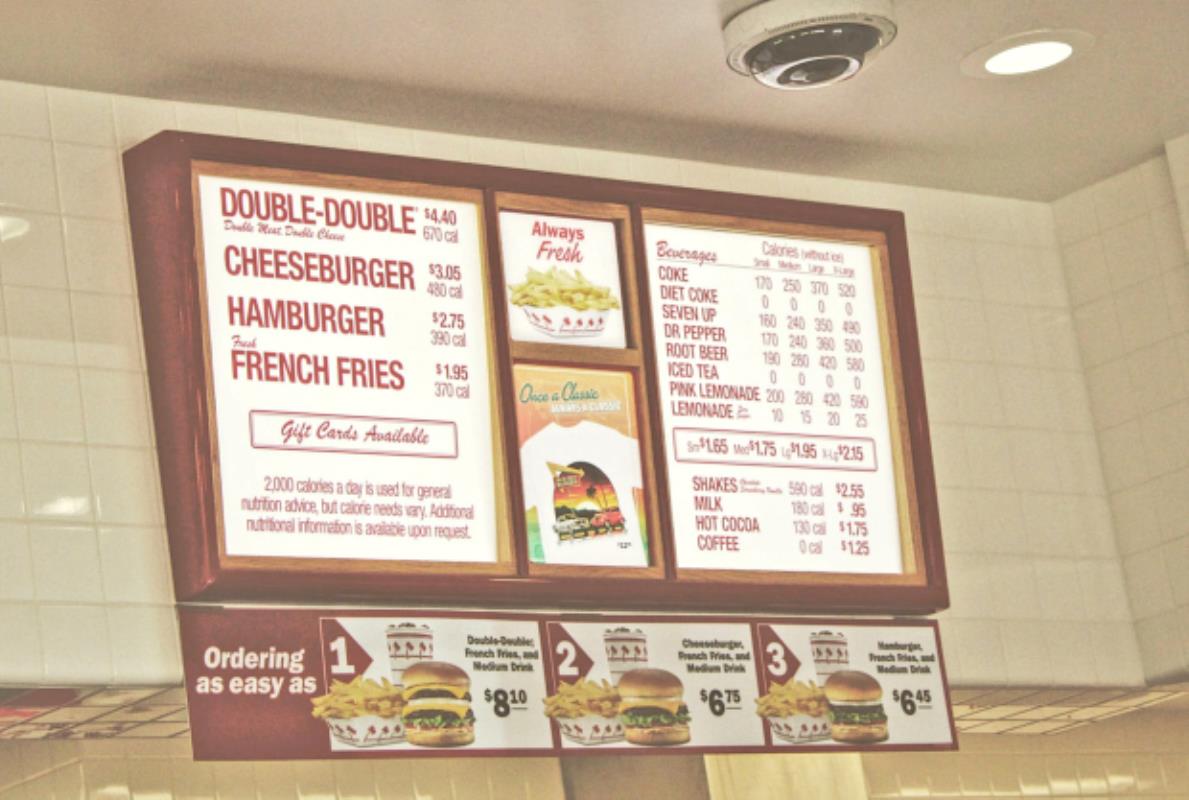 DOUBLE-DOUBLE $4.40
Double Meat Double Cheese 670 cal
CHEESEBURGER $3.05
480 cal
HAMBURGER $2.75
390 cal
Fresh
FRENCH FRIES $1.95
370 cal
Gift Cards Available
2,000 calories a day is used for general
nutrition advice, but calorie needs vary. Additional
nutritional information is available upon request.
Always
Fresh
Once a Classic
ALWAYS A CLASSIC
Beverages Calories (without ice)
Small Medium Large X-Large
COKE 170 250 370 520
DIET COKE 0 0 0 0
SEVEN UP 160 240 350 490
DR PEPPER 170 240 360 500
ROOT BEER 190 280 420 580
ICED TEA 0 0 0 0
PINK LEMONADE 200 280 420 590
LEMONADE 10 15 20 25
Sm $1.65 Med $1.75 Lg $1.95 X-Lg $2.15
SHAKES 590 cal $2.55
MILK 180 cal $ .95
HOT COCOA 130 cal $1.75
COFFEE 0 cal $1.25
Ordering
as easy as
1
Double-Double,
French Fries, and
Medium Drink
$8.10
2
Cheeseburger,
French Fries, and
Medium Drink
$6.75
3
Hamburger,
French Fries, and
Medium Drink
$6.45